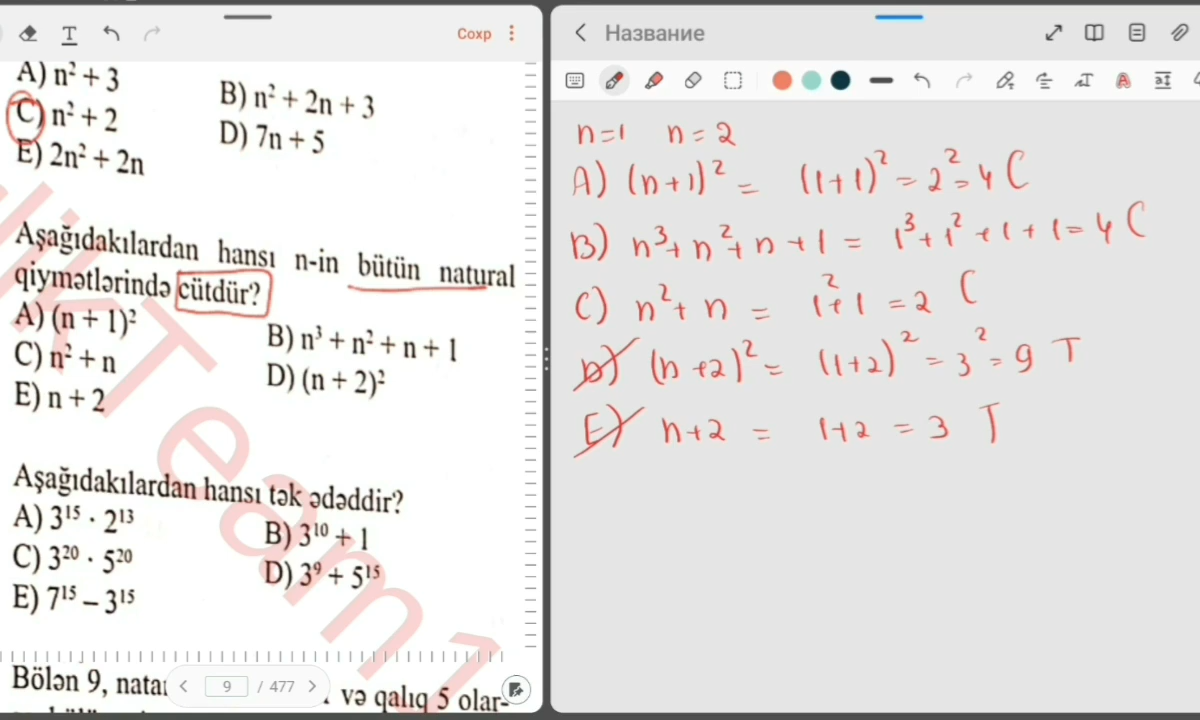 Сохр
A) n² + 3
B) n² + 2n + 3
C) n² + 2
D) 7n + 5
E) 2n² + 2n
Aşağıdakılardan hansı n-in bütün natural
qiymətlərində cütdür?
A) (n + 1)²
B) n³ + n² + n + 1
C) n² + n
D) (n + 2)²
E) n + 2
Aşağıdakılardan hansı tək ədəddir?
A) 3¹⁵ · 2¹³
B) 3¹⁰ + 1
C) 3²⁰ · 5²⁰
D) 3⁹ + 5¹⁵
E) 7¹⁵ – 3¹⁵
Bölən 9, və qalıq 5 olar-
9 / 477
Название
n=1 n=2
A) (n+1)² = (1+1)² = 2² = 4 C
B) n³+n²+n+1 = 1³+1²+1+1=4 C
C) n²+n = 1²+1 = 2 C
D) (n+2)² = (1+2)² = 3² = 9 T
E) n+2 = 1+2 = 3 T